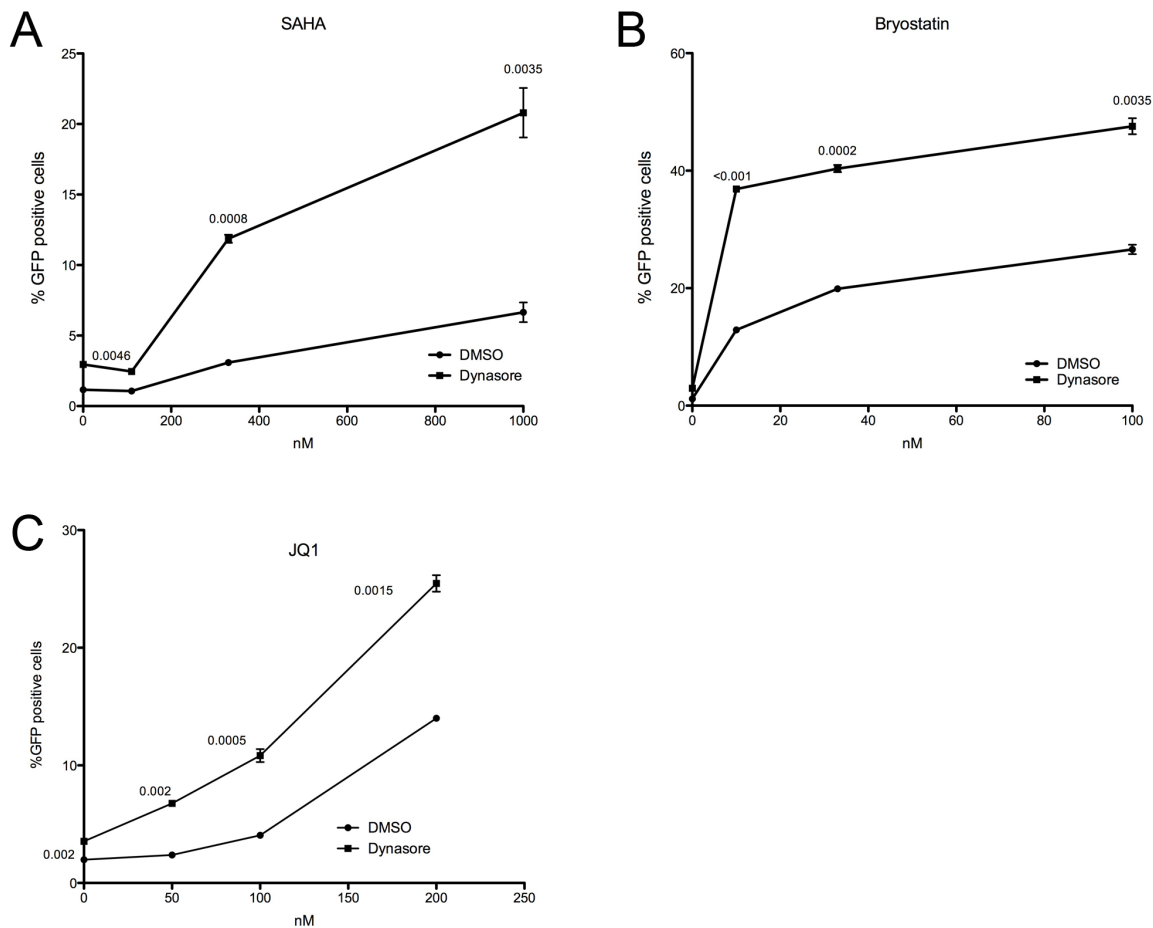 A
SAHA
25
20
15
10
5
0
% GFP positive cells
0.0046
0.0008
0.0035
DMSO
Dynasore
0 200 400 600 800 1000
nM
B
Bryostatin
60
40
20
0
% GFP positive cells
<0.001
0.0002
0.0035
DMSO
Dynasore
0 20 40 60 80 100
nM
C
JQ1
30
20
10
0
%GFP positive cells
0.002
0.002
0.0005
0.0015
DMSO
Dynasore
0 50 100 150 200 250
nM